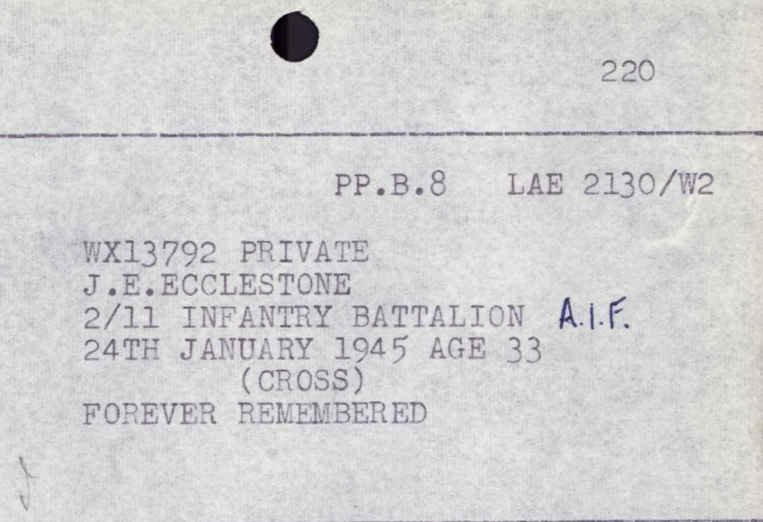 220
PP.B.8 LAE 2130/W2
WX13792 PRIVATE
J.E.ECCLESTONE
2/11 INFANTRY BATTALION A.I.F.
24TH JANUARY 1945 AGE 33
(CROSS)
FOREVER REMEMBERED